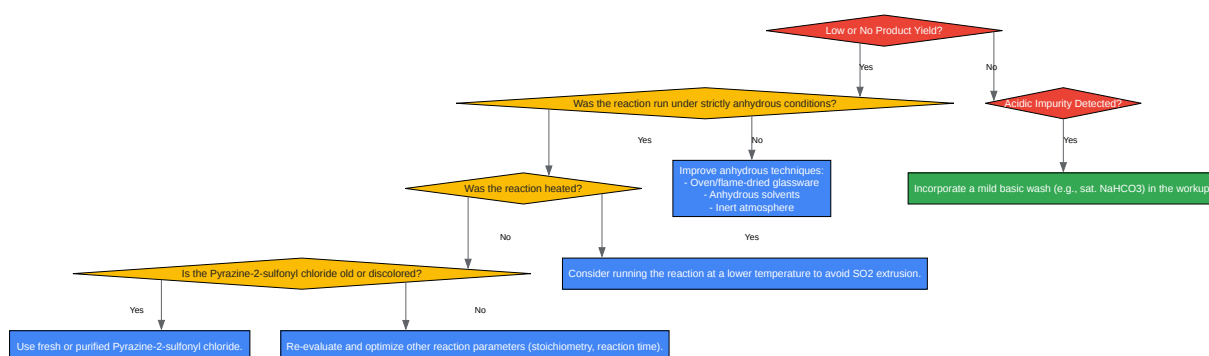 Low or No Product Yield?
Yes
No
Was the reaction run under strictly anhydrous conditions?
Acidic Impurity Detected?
Yes
No
Yes
Improve anhydrous techniques:
- Oven/flame-dried glassware
- Anhydrous solvents
- Inert atmosphere
Was the reaction heated?
Incorporate a mild basic wash (e.g., sat. NaHCO3) in the workup
No
Yes
Is the Pyrazine-2-sulfonyl chloride old or discolored?
Consider running the reaction at a lower temperature to avoid SO2 extrusion.
Yes
No
Use fresh or purified Pyrazine-2-sulfonyl chloride.
Re-evaluate and optimize other reaction parameters (stoichiometry, reaction time).